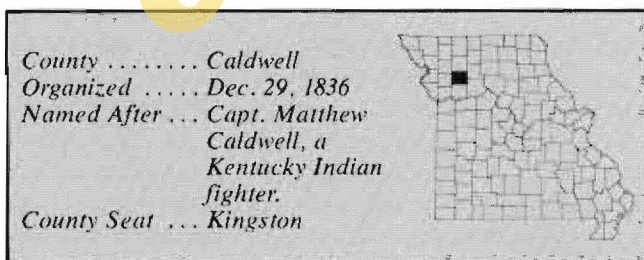 County ........ Caldwell
Organized ..... Dec. 29, 1836
Named After ... Capt. Matthew
Caldwell, a
Kentucky Indian
fighter.
County Seat ... Kingston